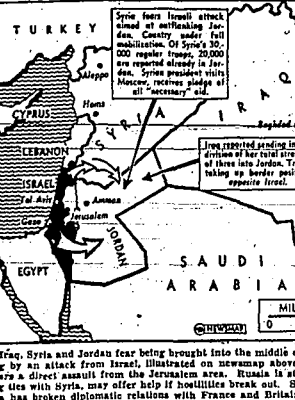 TURKEY
Syria fears Israeli attack
aimed at outflanking Jor-
dan. Country under full
mobilization. Of Syria's 30,-
000 regular troops, 20,000
are reported already in Jor-
dan. Syrian president visits
Moscow, receives pledge of
all "necessary" aid.
Aleppo
Homs
CYPRUS
SYRIA
IRAQ
Baghdad
LEBANON
Iraq reported sending in
division of her total stre
of three into Jordan. Tr
taking up border posit
opposite Israel.
ISRAEL
Tel Aviv
Amman
Jerusalem
Gaza
JORDAN
EGYPT
SAUDI
ARABIA
NEWSMAP
MIL
0
Iraq, Syria and Jordan fear being brought into the middle
by an attack from Israel, illustrated on newsmap above
a direct assault from the Jerusalem area. Russia in
ties with Syria, may offer help if hostilities break out. S
a has broken diplomatic relations with France and Britain